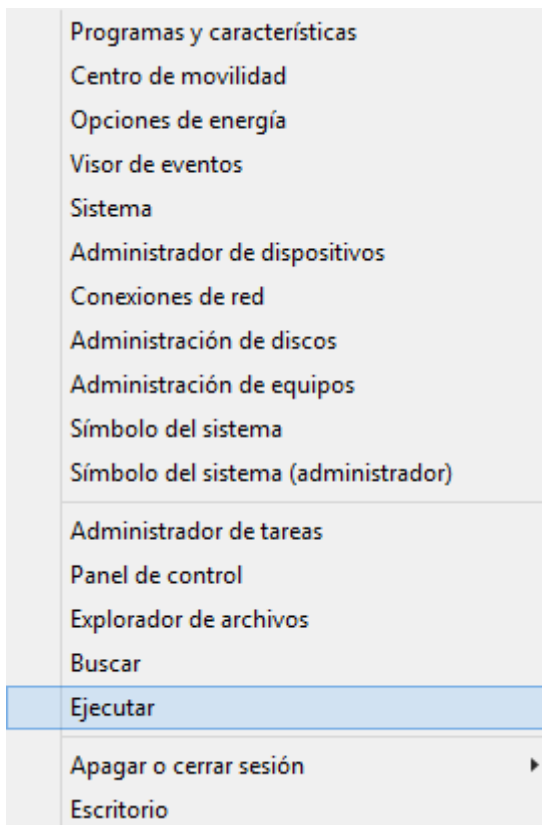 Programas y características
Centro de movilidad
Opciones de energía
Visor de eventos
Sistema
Administrador de dispositivos
Conexiones de red
Administración de discos
Administración de equipos
Símbolo del sistema
Símbolo del sistema (administrador)
Administrador de tareas
Panel de control
Explorador de archivos
Buscar
Ejecutar
Apagar o cerrar sesión
Escritorio